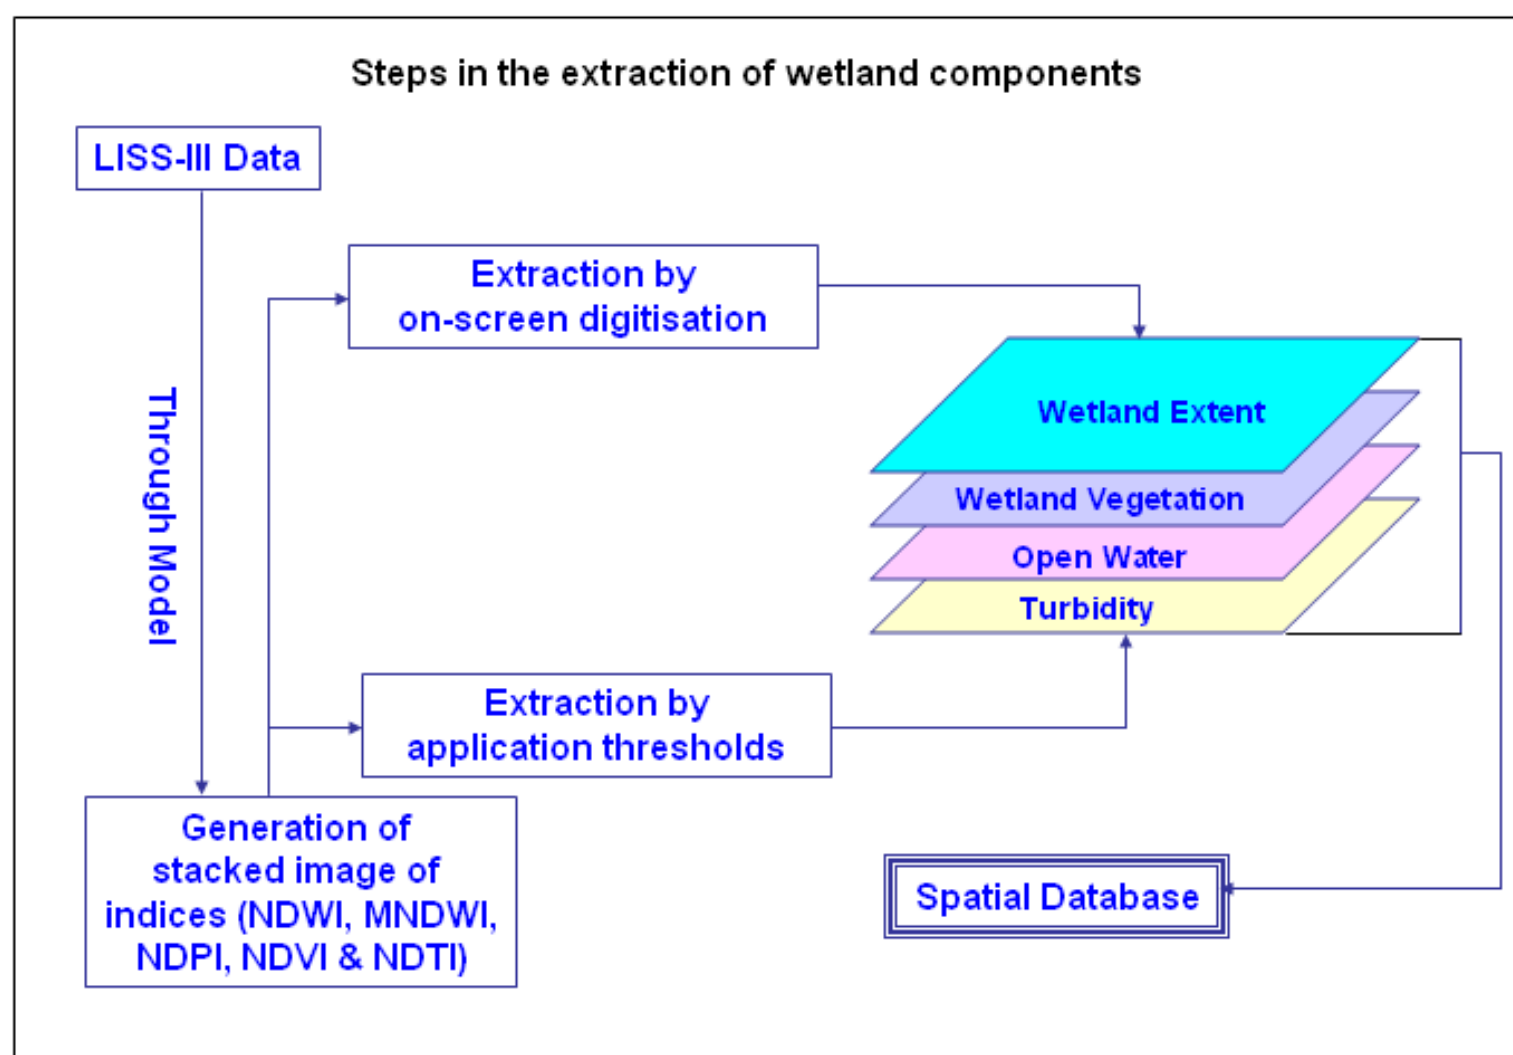 Steps in the extraction of wetland components
LISS-III Data
Through Model
Extraction by
on-screen digitisation
Wetland Extent
Wetland Vegetation
Open Water
Turbidity
Extraction by
application thresholds
Generation of
stacked image of
indices (NDWI, MNDWI,
NDPI, NDVI & NDTI)
Spatial Database